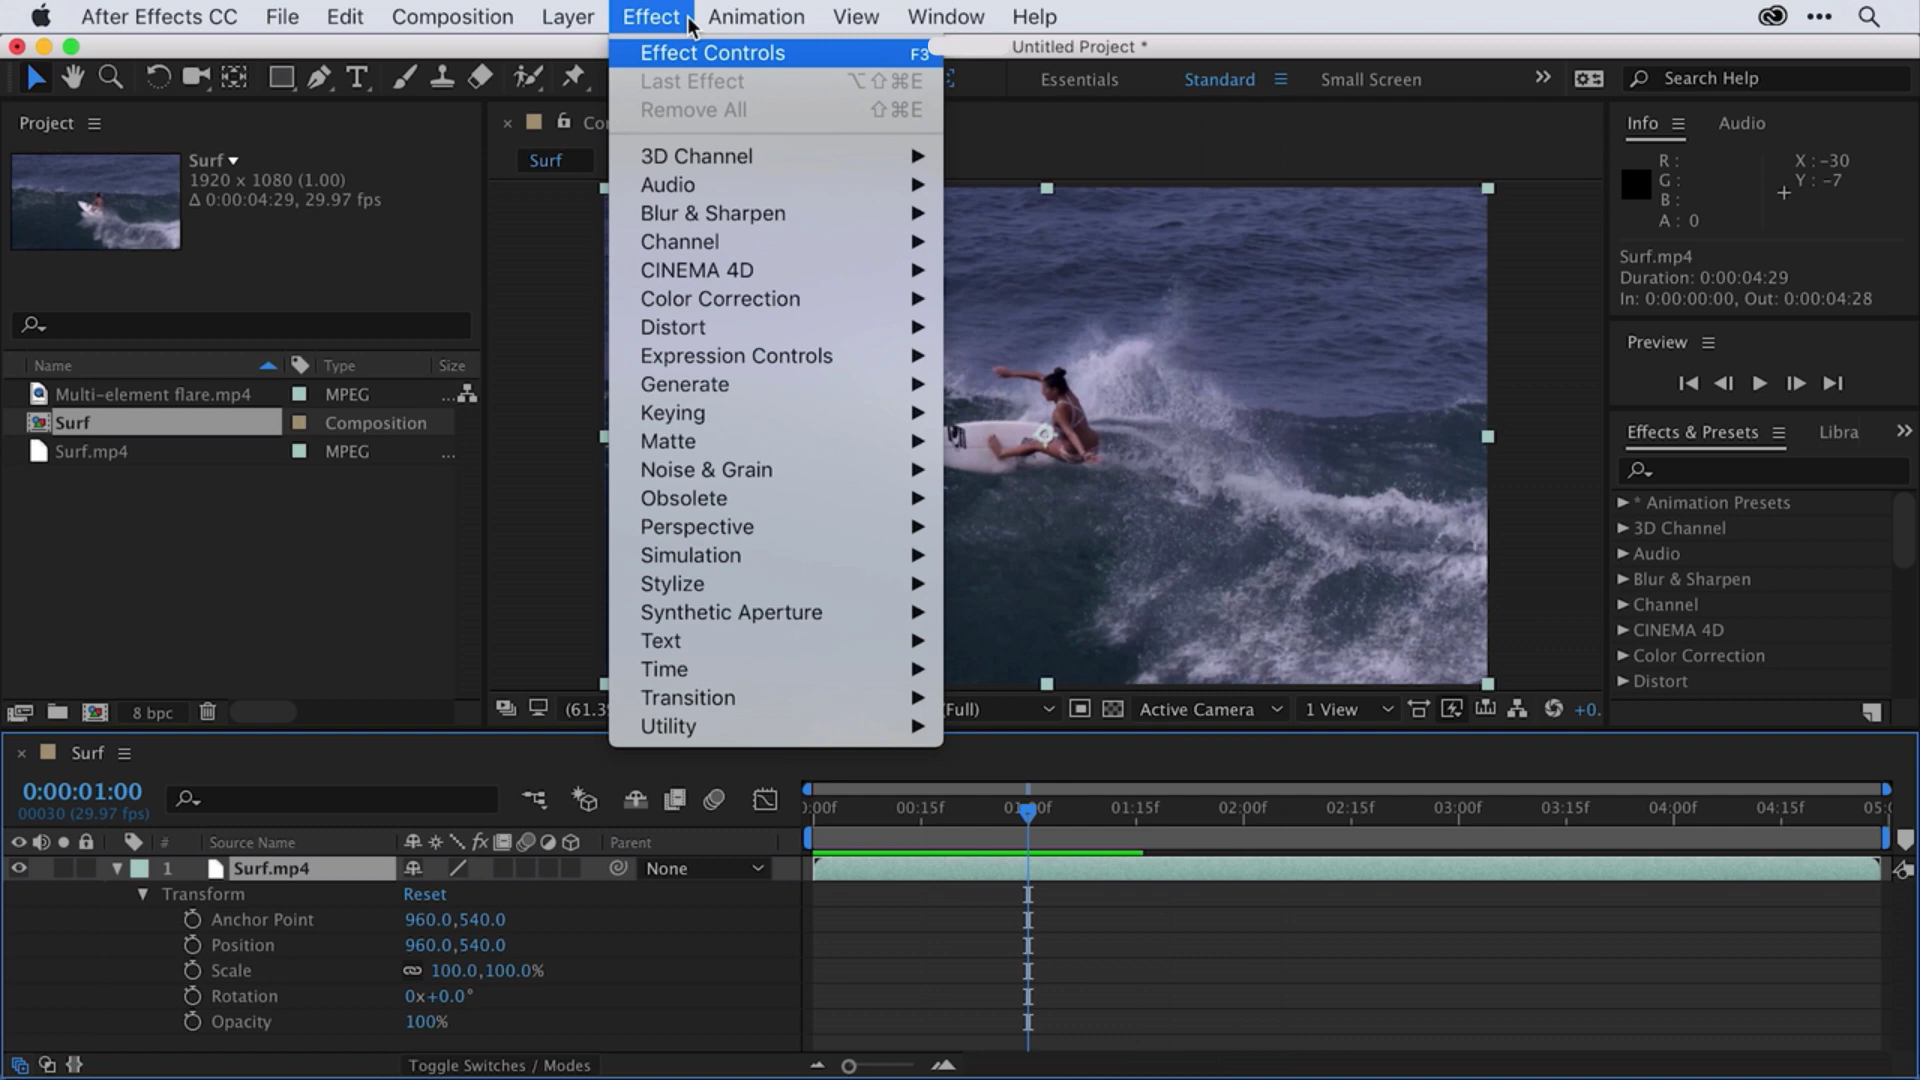 After Effects CC File Edit Composition Layer Effect Animation View Window Help
Untitled Project *
Essentials Standard Small Screen Search Help
Project
Surf
1920 x 1080 (1.00)
Δ 0:00:04:29, 29.97 fps
Name Type Size
Multi-element flare.mp4 MPEG ...
Surf Composition
Surf.mp4 MPEG ...
8 bpc
Surf
Effect Controls F3
Last Effect ⌥⇧⌘E
Remove All ⇧⌘E
3D Channel
Audio
Blur & Sharpen
Channel
CINEMA 4D
Color Correction
Distort
Expression Controls
Generate
Keying
Matte
Noise & Grain
Obsolete
Perspective
Simulation
Stylize
Synthetic Aperture
Text
Time
Transition
Utility
(Full) Active Camera 1 View +0.
Info Audio
R : X : -30
G : Y : -7
B :
A : 0
Surf.mp4
Duration: 0:00:04:29
In: 0:00:00:00, Out: 0:00:04:28
Preview
Effects & Presets Libra
* Animation Presets
3D Channel
Audio
Blur & Sharpen
Channel
CINEMA 4D
Color Correction
Distort
Surf
0:00:01:00
00030 (29.97 fps)
00:15f 01:15f 02:00f 02:15f 03:00f 03:15f 04:00f 04:15f
# Source Name fx Parent
1 Surf.mp4 None
Transform Reset
Anchor Point 960.0,540.0
Position 960.0,540.0
Scale 100.0,100.0%
Rotation 0x+0.0°
Opacity 100%
Toggle Switches / Modes